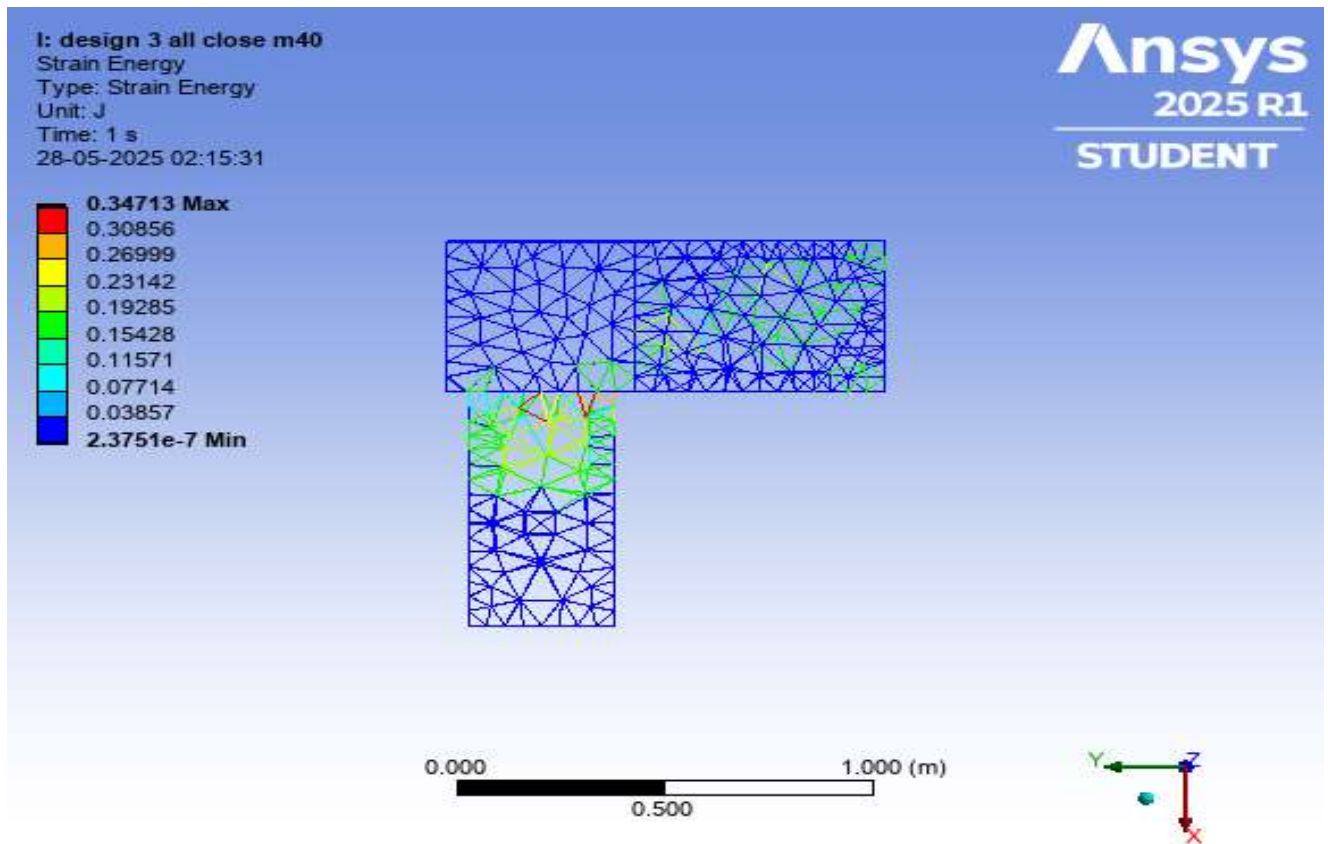 I: design 3 all close m40
Strain Energy
Type: Strain Energy
Unit: J
Time: 1 s
28-05-2025 02:15:31
0.34713 Max
0.30856
0.26999
0.23142
0.19285
0.15428
0.11571
0.07714
0.03857
2.3751e-7 Min
Ansys
2025 R1
STUDENT
0.000
1.000 (m)
0.500
Y
Z
X